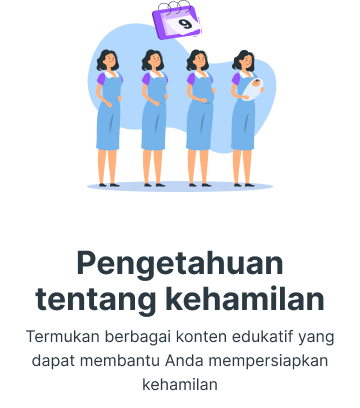 9
Pengetahuan
tentang kehamilan
Termukan berbagai konten edukatif yang
dapat membantu Anda mempersiapkan
kehamilan